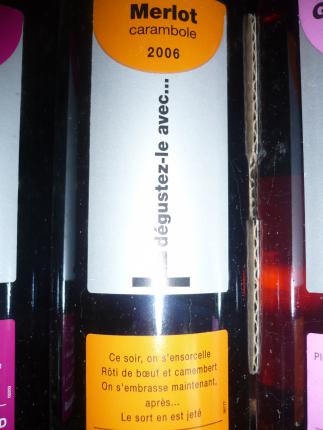 Merlot
carambole
2006
dégustez-le avec...
Ce soir, on s'ensorcelle
Rôti de bœuf et camembert
On s'embrasse maintenant,
après...
Le sort en est jeté